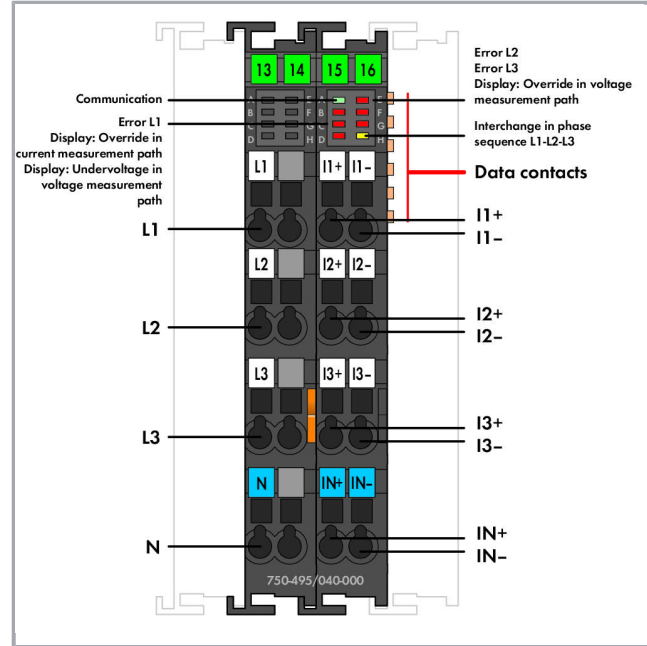 13 14 15 16
Error L2
Error L3
Display: Override in voltage
measurement path
Communication
A E A E
B F B F
C G C G
D H D H
Error L1
Display: Override in
current measurement path
Display: Undervoltage in
voltage measurement
path
Interchange in phase
sequence L1-L2-L3
Data contacts
L1 I1+ I1-
L1
I1+
I1-
L2 I2+ I2-
L2
I2+
I2-
L3 I3+ I3-
L3
I3+
I3-
N IN+ IN-
N
IN+
IN-
750-495/040-000